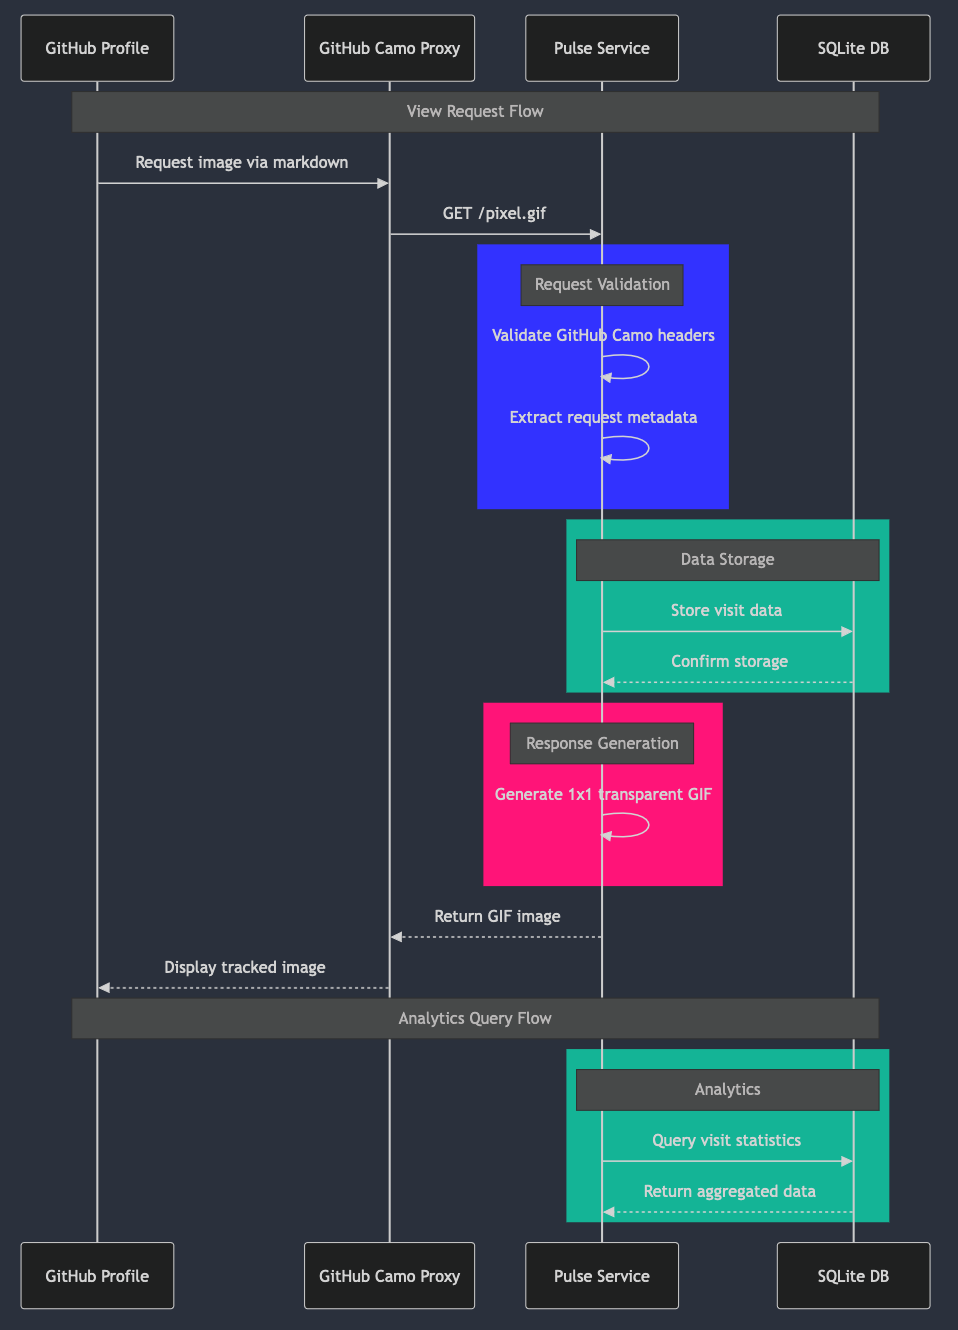 GitHub Profile
GitHub Camo Proxy
Pulse Service
SQLite DB
View Request Flow
Request image via markdown
GET /pixel.gif
Request Validation
Validate GitHub Camo headers
Extract request metadata
Data Storage
Store visit data
Confirm storage
Response Generation
Generate 1x1 transparent GIF
Return GIF image
Display tracked image
Analytics Query Flow
Analytics
Query visit statistics
Return aggregated data
GitHub Profile
GitHub Camo Proxy
Pulse Service
SQLite DB